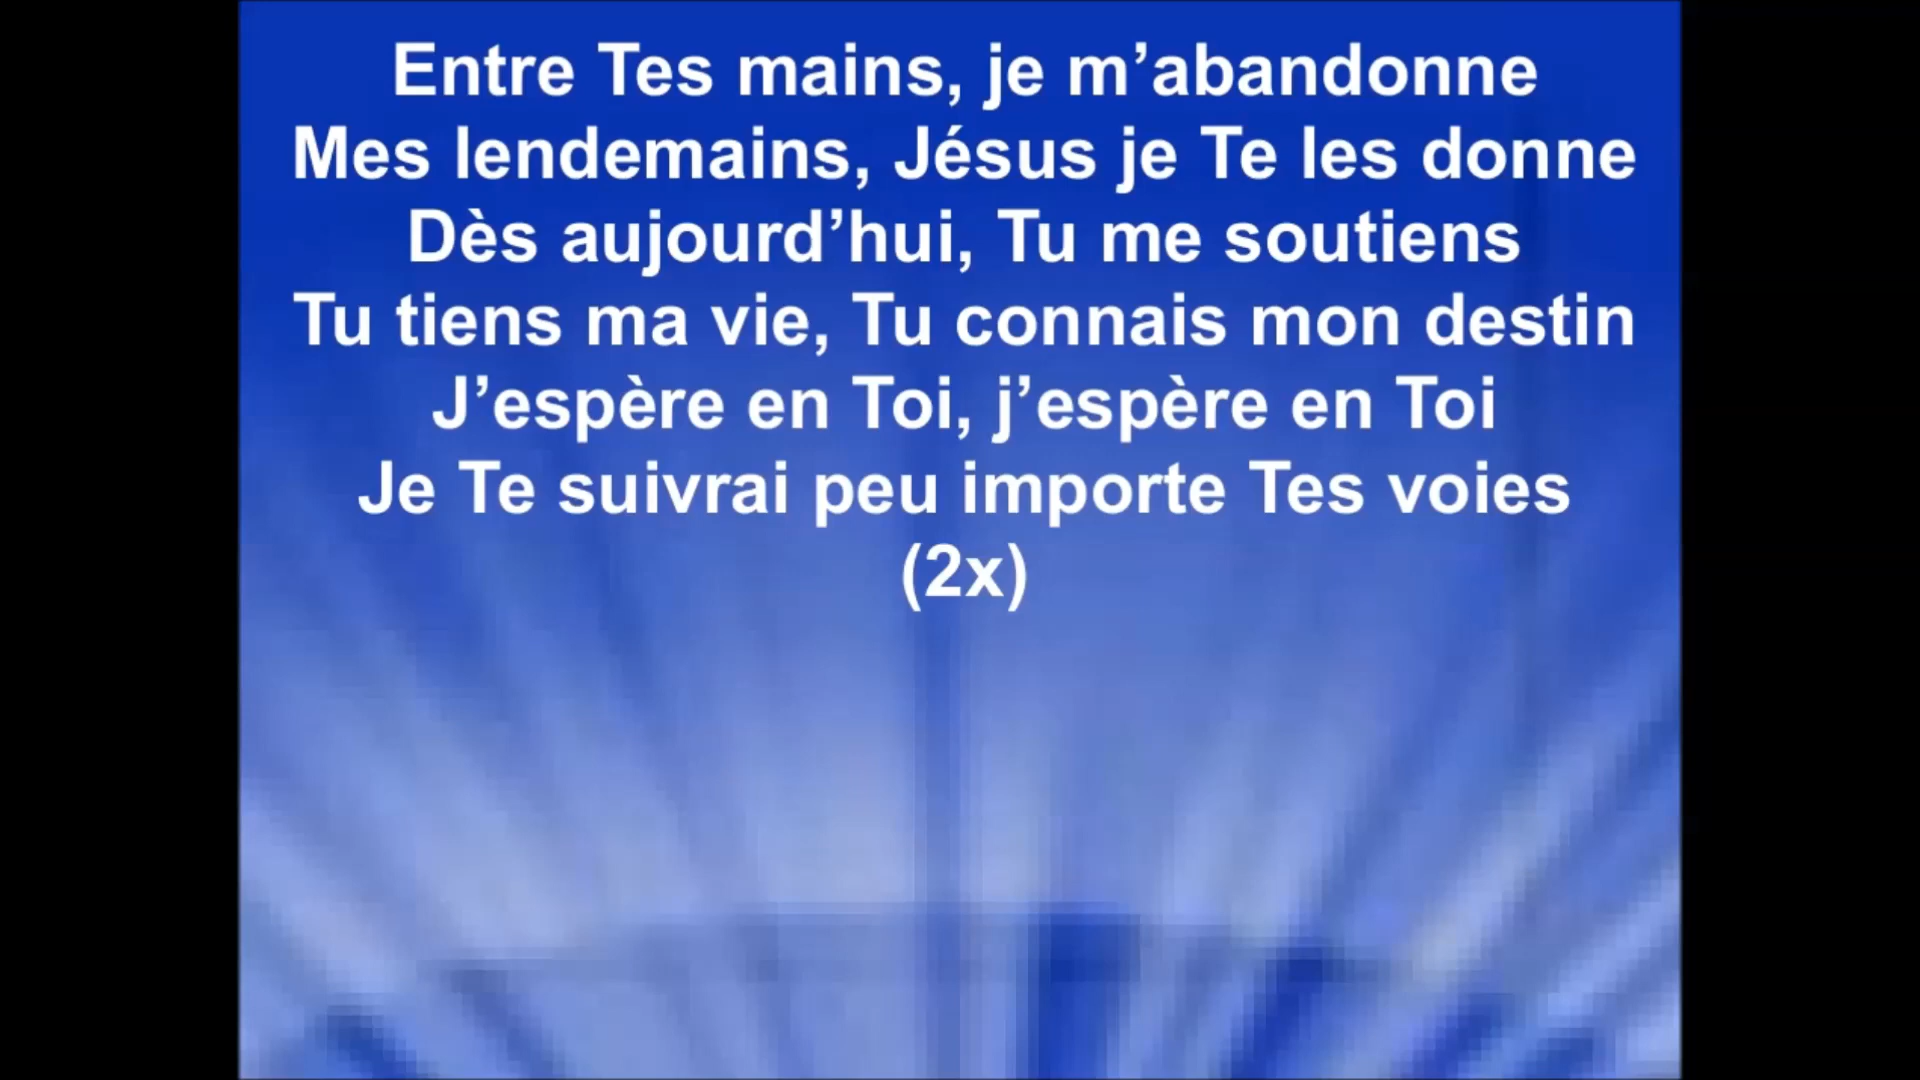 Entre Tes mains, je m’abandonne
Mes lendemains, Jésus je Te les donne
Dès aujourd’hui, Tu me soutiens
Tu tiens ma vie, Tu connais mon destin
J’espère en Toi, j’espère en Toi
Je Te suivrai peu importe Tes voies
(2x)